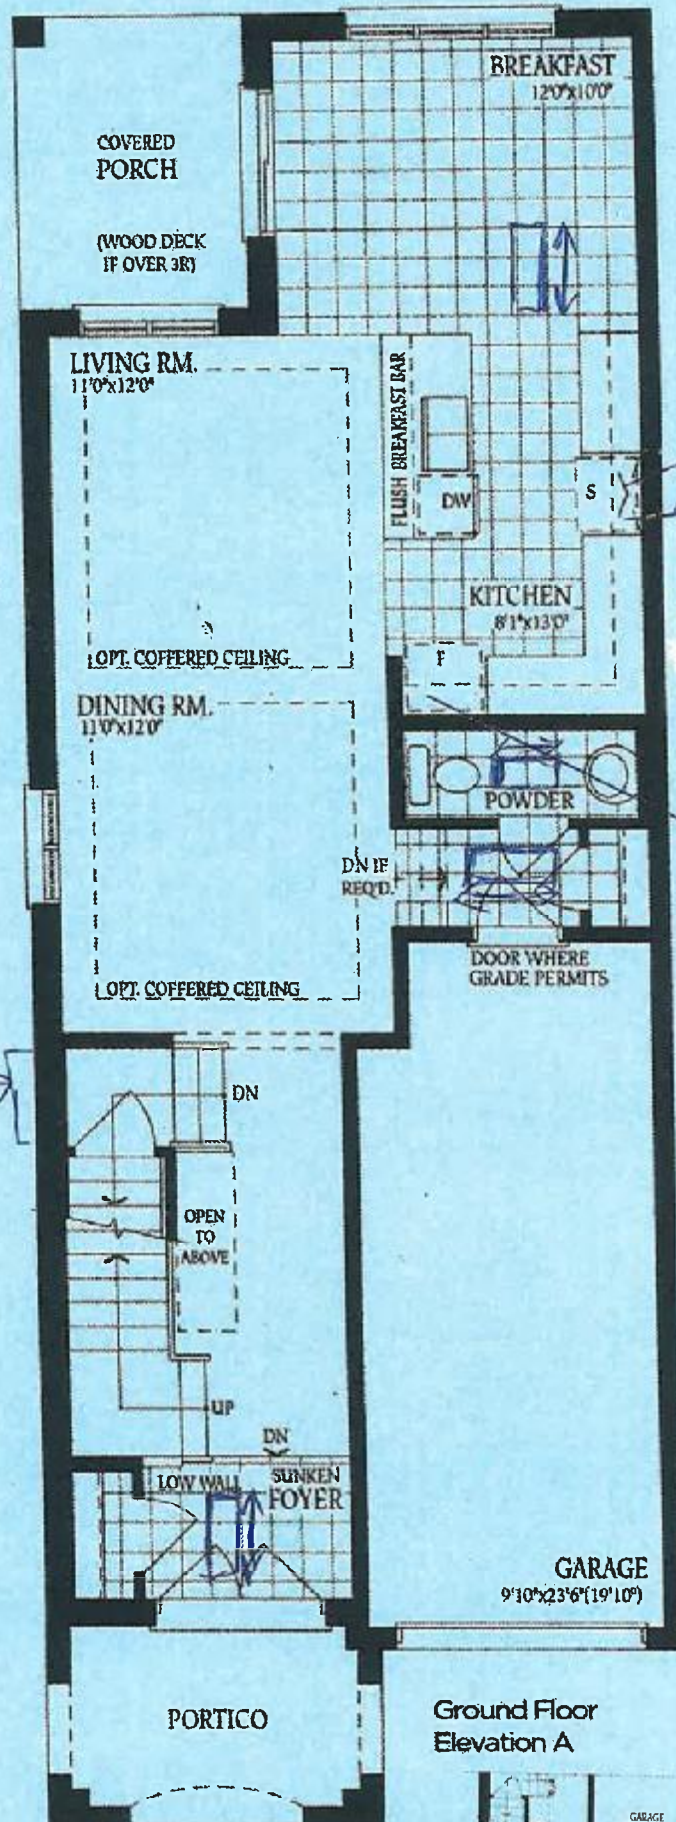 BREAKFAST
12'0"x10'0"
COVERED
PORCH
(WOOD DECK
IF OVER 3R)
LIVING RM.
11'0"x12'0"
FLUSH BREAKFAST BAR
DW
S
KITCHEN
8'1"x13'0"
F
OPT. COFFERED CEILING
DINING RM.
11'0"x12'0"
POWDER
DN IF
REQ'D.
DOOR WHERE
GRADE PERMITS
OPT. COFFERED CEILING
DN
OPEN
TO
ABOVE
UP
DN
LOW WALL
SUNKEN
FOYER
GARAGE
9'10"x23'6"(19'10")
PORTICO
Ground Floor
Elevation A
GARAGE